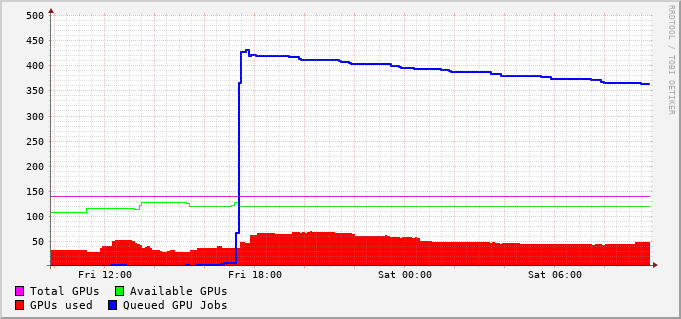 500
450
400
350
300
250
200
150
100
50
Fri 12:00 Fri 18:00 Sat 00:00 Sat 06:00
Total GPUs Available GPUs
GPUs used Queued GPU Jobs
RRDTOOL / TOBI OETIKER